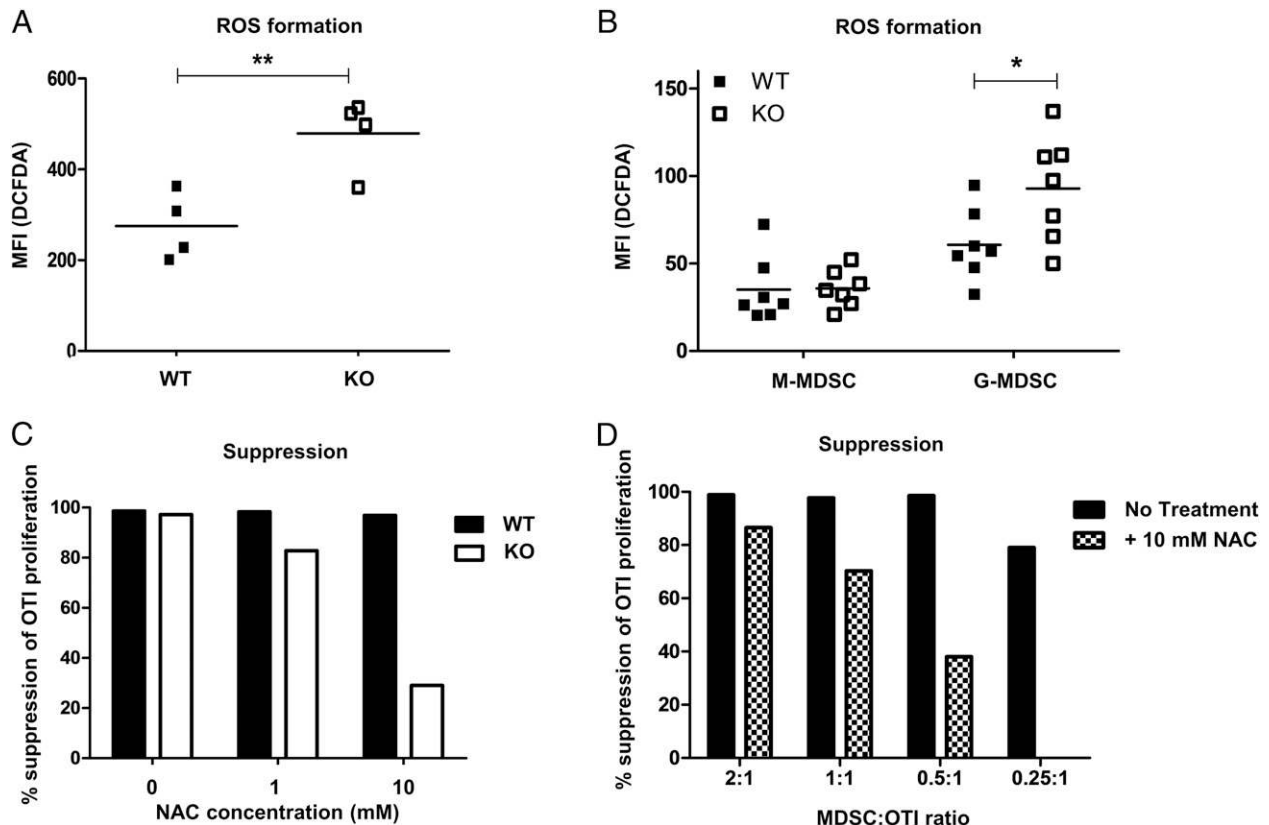 A
ROS formation
**
MFI (DCFDA)
600
400
200
0
WT
KO
B
ROS formation
WT
KO
*
MFI (DCFDA)
150
100
50
0
M-MDSC
G-MDSC
C
Suppression
% suppression of OTI proliferation
100
80
60
40
20
0
WT
KO
0
1
10
NAC concentration (mM)
D
Suppression
% suppression of OTI proliferation
100
80
60
40
20
0
No Treatment
+ 10 mM NAC
2:1
1:1
0.5:1
0.25:1
MDSC:OTI ratio